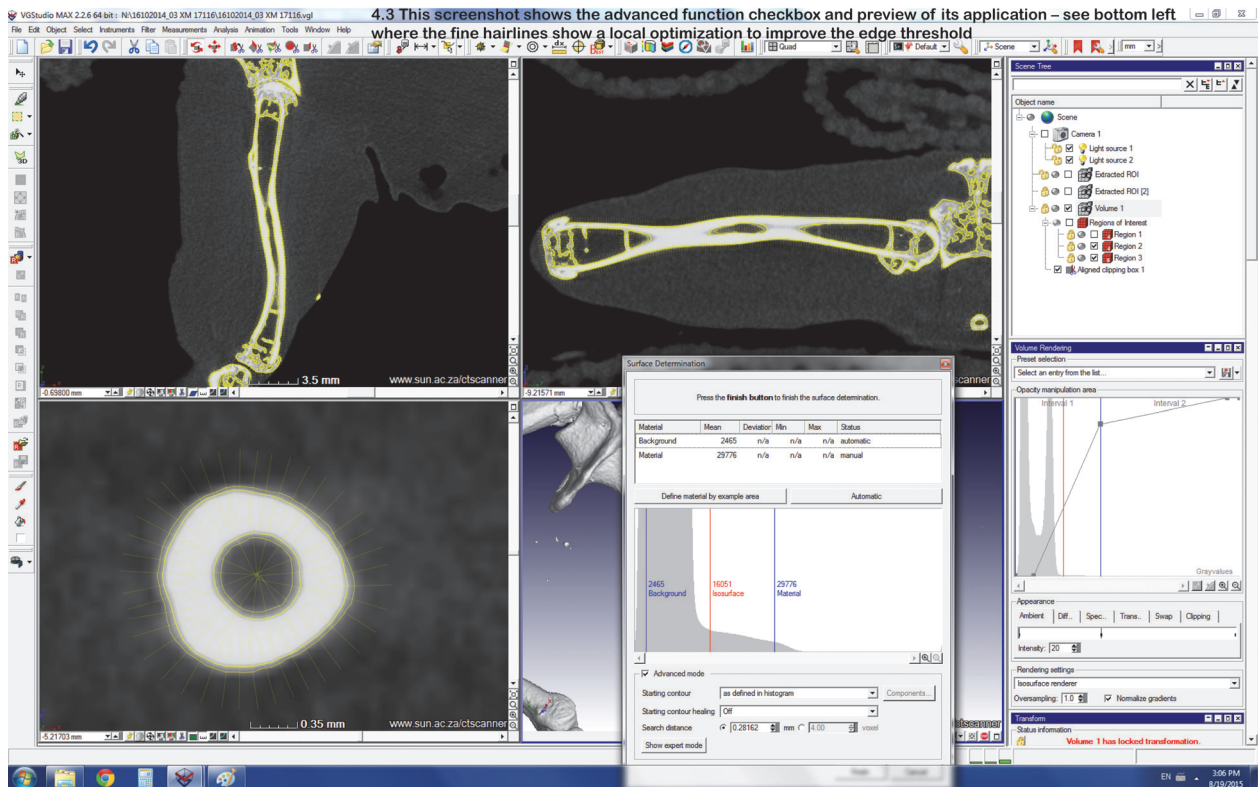 VGStudio MAX 2.2.6 64 bit : N:\16102014_03 XM 17116\16102014_03 XM 17116.vgl
4.3 This screenshot shows the advanced function checkbox and preview of its application – see bottom left
where the fine hairlines show a local optimization to improve the edge threshold
File Edit Object Select Instruments Filter Measurements Analysis Animation Tools Window Help
Quad
Default
Scene
mm
Scene Tree
Object name
Scene
Camera 1
Light source 1
Light source 2
Extracted ROI
Extracted ROI [2]
Volume 1
Regions of Interest
Region 1
Region 2
Region 3
Aligned clipping box 1
3D
3.5 mm
www.sun.ac.za/ctscanner
-0.69800 mm
-9.21571 mm
scanner
Surface Determination
Press the finish button to finish the surface determination.
Material Mean Deviation Min Max Status
Background 2465 n/a n/a n/a automatic
Material 29776 n/a n/a n/a manual
Define material by example area
Automatic
2465
Background
16051
Isosurface
29776
Material
Advanced mode
Starting contour as defined in histogram Components...
Starting contour healing Off
Search distance 0.28162 mm 4.00 voxel
Show expert mode
Finish Cancel
0.35 mm
www.sun.ac.za/ctscanner
-5.21703 mm
ctscanner
Volume Rendering
Preset selection
Select an entry from the list...
Opacity manipulation area
Interval 1
Interval 2
Grayvalues
Appearance
Ambient Diff.. Spec.. Trans.. Swap Clipping
Intensity: 20
Rendering settings
Isosurface renderer
Oversampling: 1.0 Normalize gradients
Transform
Status information
Volume 1 has locked transformation.
EN
3:06 PM
8/19/2015